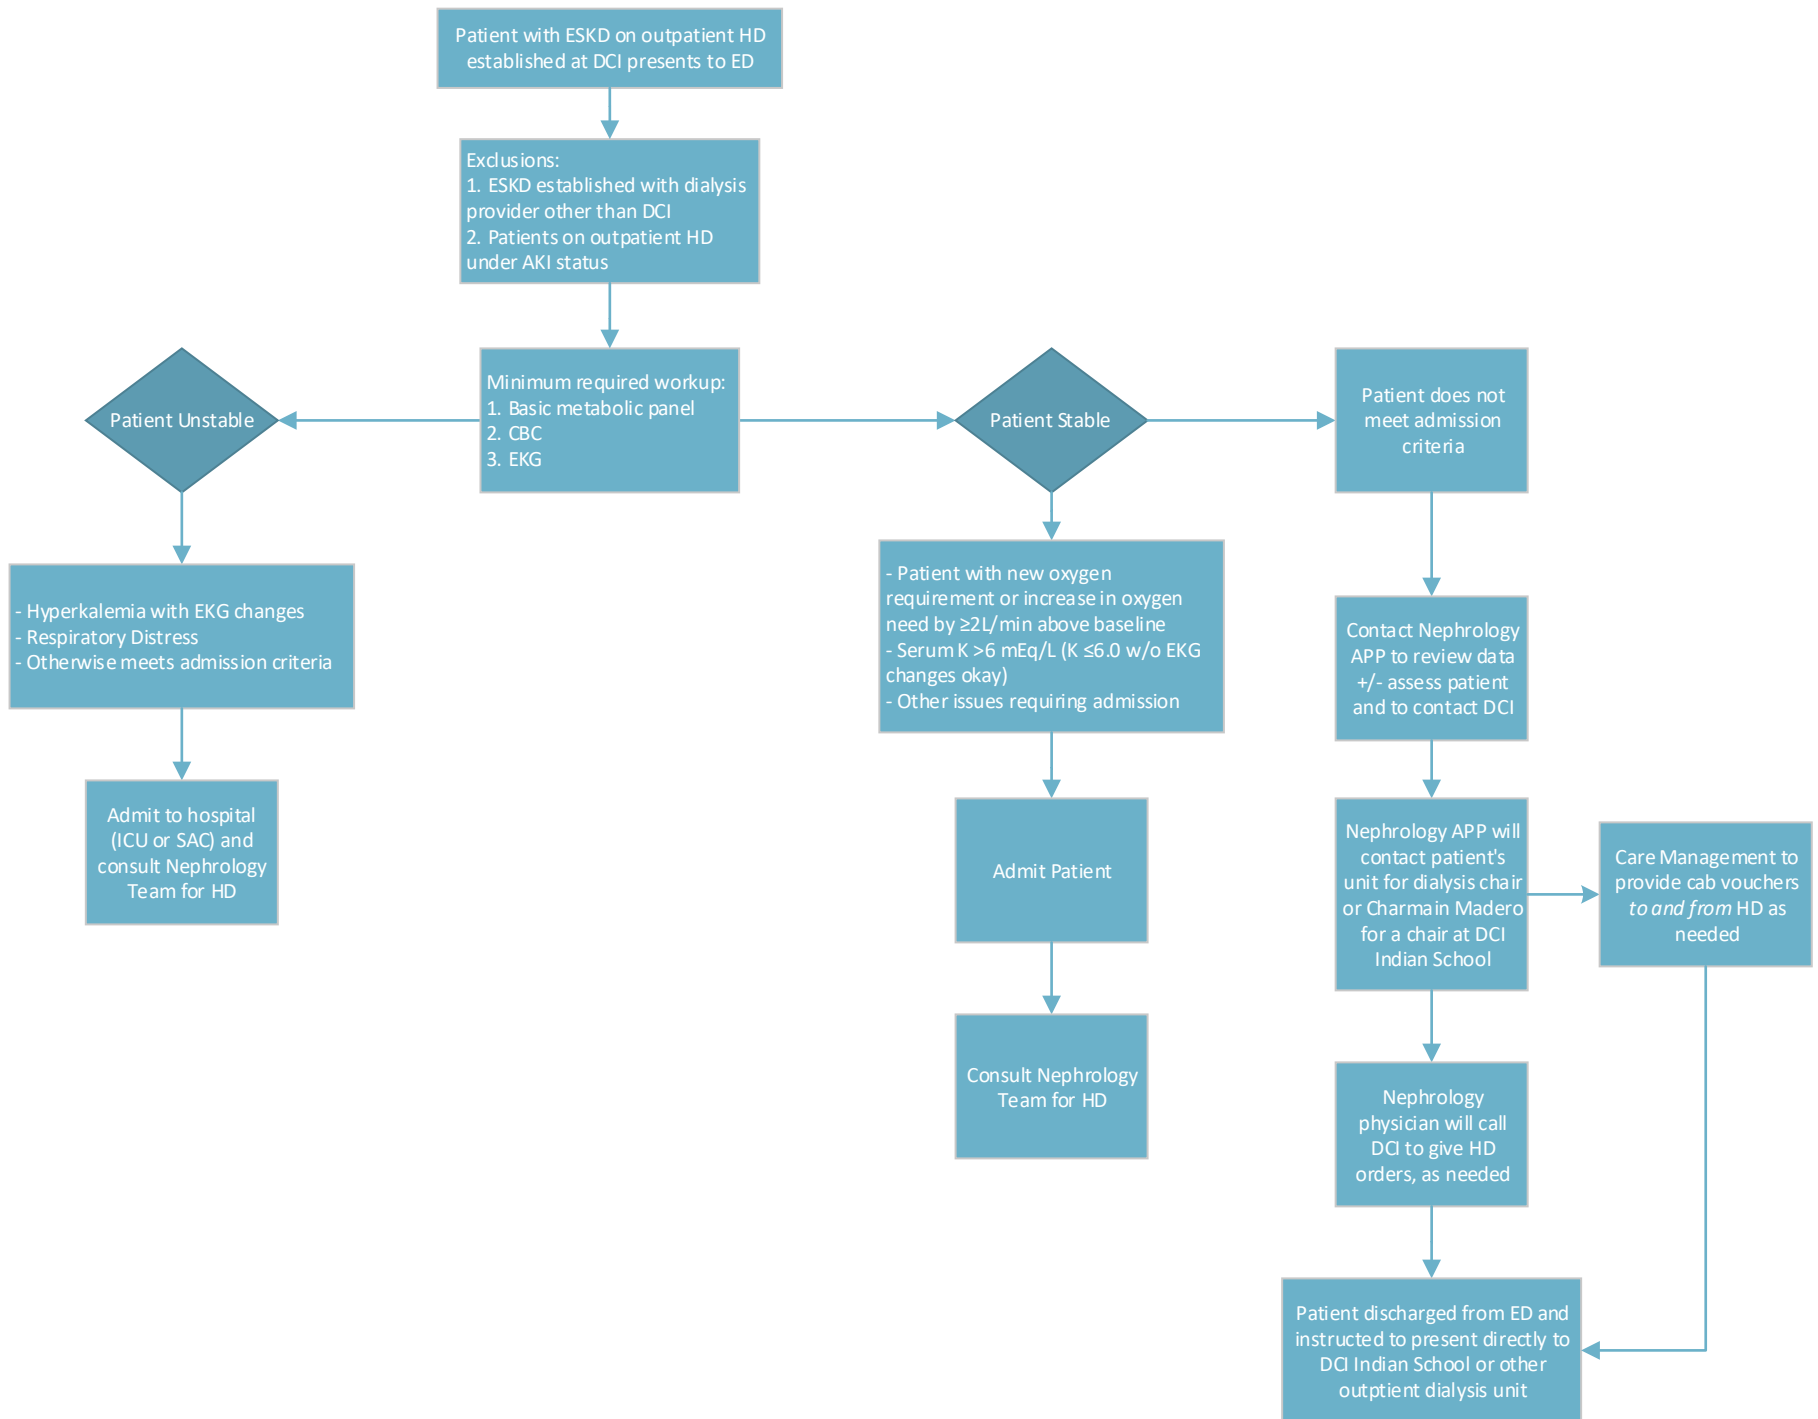 Patient with ESKD on outpatient HD
established at DCI presents to ED
Exclusions:
1. ESKD established with dialysis
provider other than DCI
2. Patients on outpatient HD
under AKI status
Patient Unstable
Minimum required workup:
1. Basic metabolic panel
2. CBC
3. EKG
Patient Stable
Patient does not
meet admission
criteria
- Hyperkalemia with EKG changes
- Respiratory Distress
- Otherwise meets admission criteria
- Patient with new oxygen
requirement or increase in oxygen
need by ≥2L/min above baseline
- Serum K >6 mEq/L (K ≤6.0 w/o EKG
changes okay)
- Other issues requiring admission
Contact Nephrology
APP to review data
+/- assess patient
and to contact DCI
Admit to hospital
(ICU or SAC) and
consult Nephrology
Team for HD
Admit Patient
Nephrology APP will
contact patient's
unit for dialysis chair
or Charmain Madero
for a chair at DCI
Indian School
Care Management to
provide cab vouchers
to and from HD as
needed
Consult Nephrology
Team for HD
Nephrology
physician will call
DCI to give HD
orders, as needed
Patient discharged from ED and
instructed to present directly to
DCI Indian School or other
outptient dialysis unit